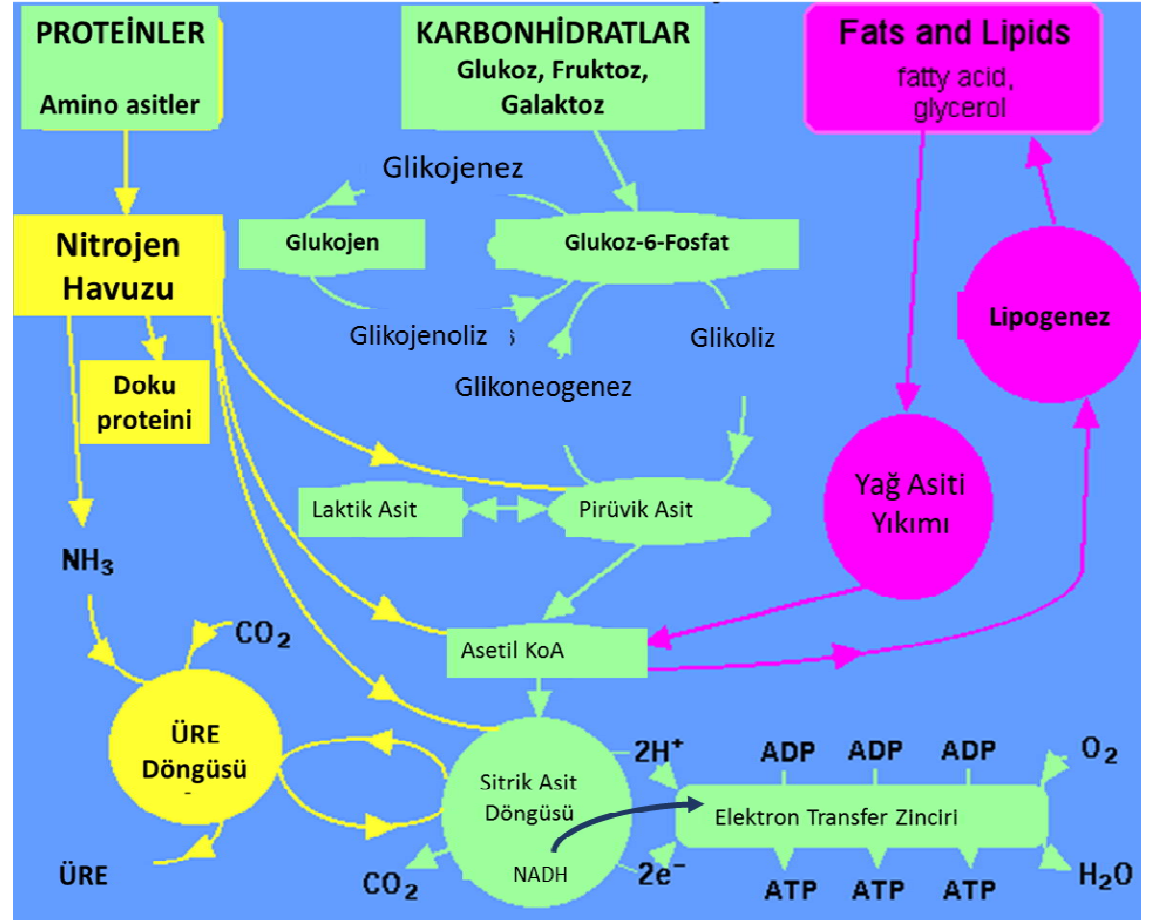 PROTEİNLER
Amino asitler
KARBONHİDRATLAR
Glukoz, Fruktoz,
Galaktoz
Fats and Lipids
fatty acid,
glycerol
Glikojenez
Nitrojen
Havuzu
Glukojen
Glukoz-6-Fosfat
Lipogenez
Glikojenoliz
Glikoliz
Glikoneogenez
Doku
proteini
Yağ Asiti
Yıkımı
Laktik Asit
Pirüvik Asit
NH3
CO2
Asetil KoA
ÜRE
Döngüsü
Sitrik Asit
Döngüsü
NADH
2H+
2e-
ADP
ADP
ADP
O2
Elektron Transfer Zinciri
ÜRE
CO2
ATP
ATP
ATP
H2O